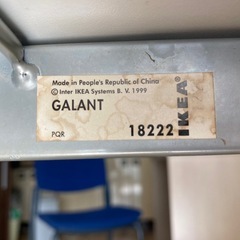 Made in People's Republic of China
© Inter IKEA Systems B. V. 1999
GALANT
PQR
18222
IKEA